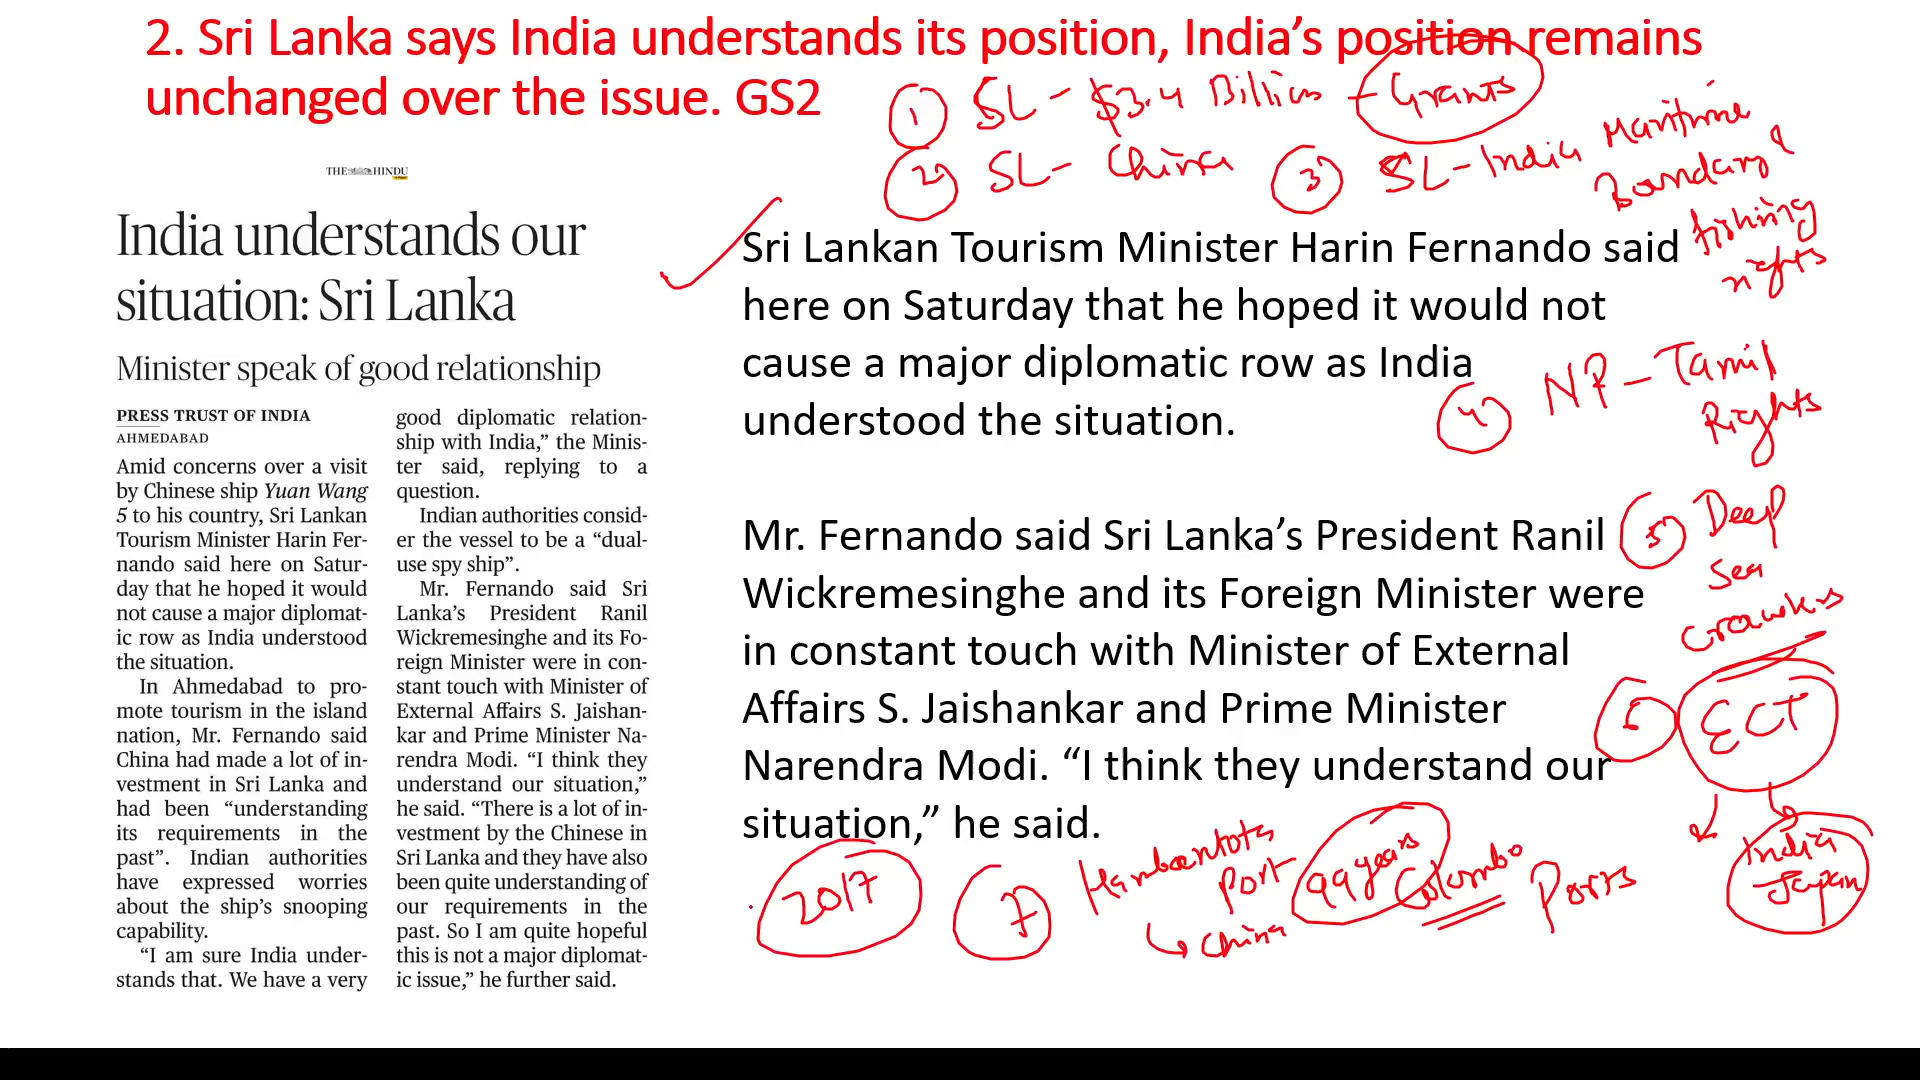 2. Sri Lanka says India understands its position, India’s position remains
unchanged over the issue. GS2
1 SL - $3.4 Billion - Grants
2 SL - China
3 SL - India Maritime
Boundary &
fishing
rights
THE HINDU
India understands our
situation: Sri Lanka
Minister speak of good relationship
PRESS TRUST OF INDIA
AHMEDABAD
Amid concerns over a visit
by Chinese ship Yuan Wang
5 to his country, Sri Lankan
Tourism Minister Harin Fer-
nando said here on Satur-
day that he hoped it would
not cause a major diplomat-
ic row as India understood
the situation.
In Ahmedabad to pro-
mote tourism in the island
nation, Mr. Fernando said
China had made a lot of in-
vestment in Sri Lanka and
had been “understanding
its requirements in the
past”. Indian authorities
have expressed worries
about the ship’s snooping
capability.
“I am sure India under-
stands that. We have a very
good diplomatic relation-
ship with India,” the Minis-
ter said, replying to a
question.
Indian authorities consid-
er the vessel to be a “dual-
use spy ship”.
Mr. Fernando said Sri
Lanka’s President Ranil
Wickremesinghe and its Fo-
reign Minister were in con-
stant touch with Minister of
External Affairs S. Jaishan-
kar and Prime Minister Na-
rendra Modi. “I think they
understand our situation,”
he said. “There is a lot of in-
vestment by the Chinese in
Sri Lanka and they have also
been quite understanding of
our requirements in the
past. So I am quite hopeful
this is not a major diplomat-
ic issue,” he further said.
Sri Lankan Tourism Minister Harin Fernando said
here on Saturday that he hoped it would not
cause a major diplomatic row as India
understood the situation.
4 NP - Tamil
Rights
Mr. Fernando said Sri Lanka’s President Ranil
Wickremesinghe and its Foreign Minister were
in constant touch with Minister of External
Affairs S. Jaishankar and Prime Minister
Narendra Modi. “I think they understand our
situation,” he said.
5 Deep
Sea
6 ECT
India
Japan
2017
7 Hambantota
Port
China
99 years
Colombo
Ports